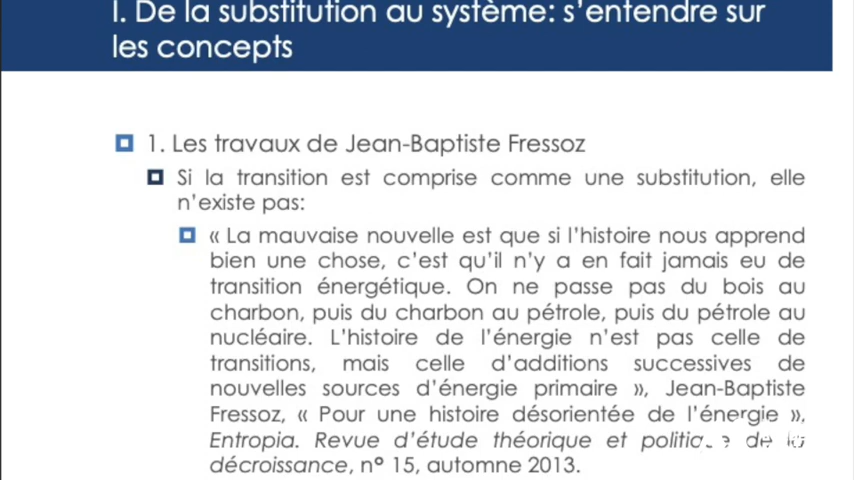 I. De la substitution au système: s’entendre sur
les concepts
1. Les travaux de Jean-Baptiste Fressoz
Si la transition est comprise comme une substitution, elle
n’existe pas:
« La mauvaise nouvelle est que si l’histoire nous apprend
bien une chose, c’est qu’il n’y a en fait jamais eu de
transition énergétique. On ne passe pas du bois au
charbon, puis du charbon au pétrole, puis du pétrole au
nucléaire. L’histoire de l’énergie n’est pas celle de
transitions, mais celle d’additions successives de
nouvelles sources d’énergie primaire », Jean-Baptiste
Fressoz, « Pour une histoire désorientée de l’énergie »,
Entropia. Revue d’étude théorique et politique de la
décroissance, n° 15, automne 2013.